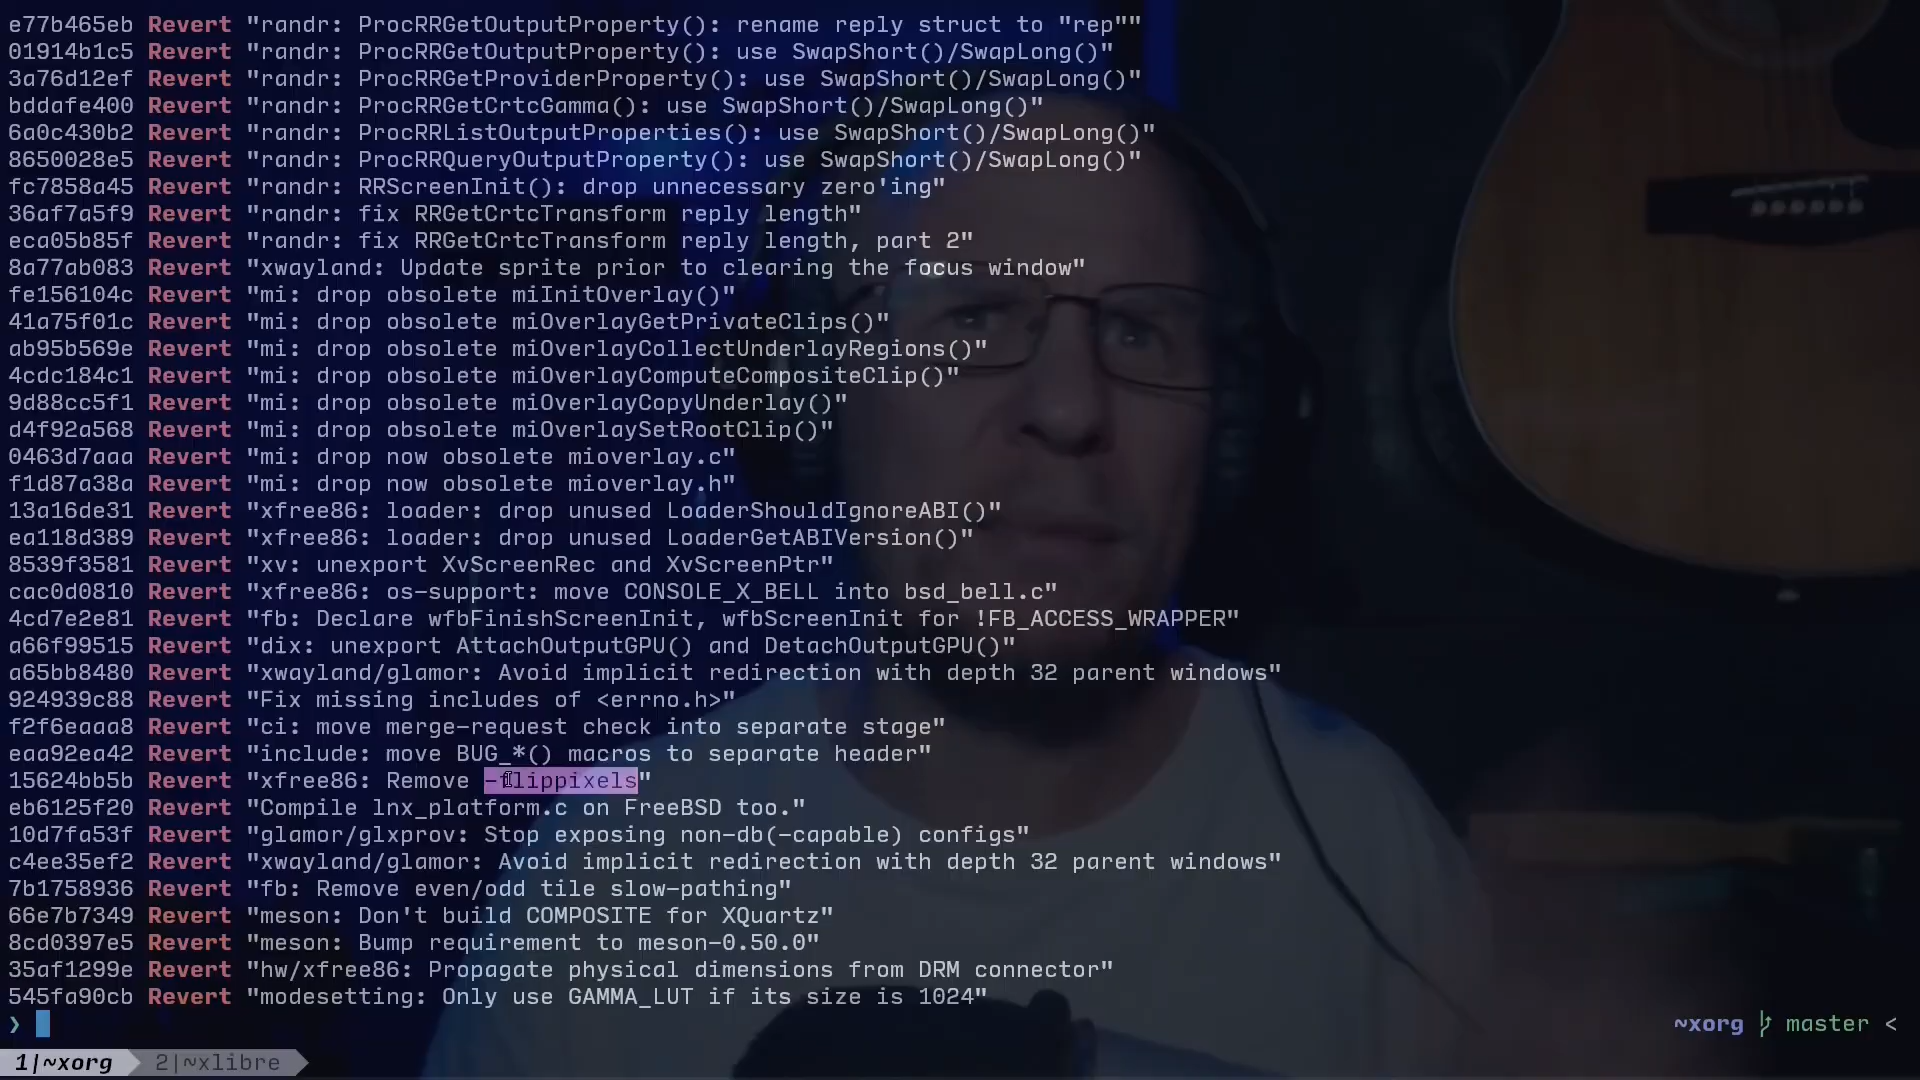 e77b465eb Revert "randr: ProcRRGetOutputProperty(): rename reply struct to "rep""
01914b1c5 Revert "randr: ProcRRGetOutputProperty(): use SwapShort()/SwapLong()"
3a76d12ef Revert "randr: ProcRRGetProviderProperty(): use SwapShort()/SwapLong()"
bddafe400 Revert "randr: ProcRRGetCrtcGamma(): use SwapShort()/SwapLong()"
6a0c430b2 Revert "randr: ProcRRListOutputProperties(): use SwapShort()/SwapLong()"
8650028e5 Revert "randr: ProcRRQueryOutputProperty(): use SwapShort()/SwapLong()"
fc7858a45 Revert "randr: RRScreenInit(): drop unnecessary zero'ing"
36af7a5f9 Revert "randr: fix RRGetCrtcTransform reply length"
eca05b85f Revert "randr: fix RRGetCrtcTransform reply length, part 2"
8a77ab083 Revert "xwayland: Update sprite prior to clearing the focus window"
fe156104c Revert "mi: drop obsolete miInitOverlay()"
41a75f01c Revert "mi: drop obsolete miOverlayGetPrivateClips()"
ab95b569e Revert "mi: drop obsolete miOverlayCollectUnderlayRegions()"
4cdc184c1 Revert "mi: drop obsolete miOverlayComputeCompositeClip()"
9d88cc5f1 Revert "mi: drop obsolete miOverlayCopyUnderlay()"
d4f92a568 Revert "mi: drop obsolete miOverlaySetRootClip()"
0463d7aaa Revert "mi: drop now obsolete mioverlay.c"
f1d87a38a Revert "mi: drop now obsolete mioverlay.h"
13a16de31 Revert "xfree86: loader: drop unused LoaderShouldIgnoreABI()"
ea118d389 Revert "xfree86: loader: drop unused LoaderGetABIVersion()"
8539f3581 Revert "xv: unexport XvScreenRec and XvScreenPtr"
cac0d0810 Revert "xfree86: os-support: move CONSOLE_X_BELL into bsd_bell.c"
4cd7e2e81 Revert "fb: Declare wfbFinishScreenInit, wfbScreenInit for !FB_ACCESS_WRAPPER"
a66f99515 Revert "dix: unexport AttachOutputGPU() and DetachOutputGPU()"
a65bb8480 Revert "xwayland/glamor: Avoid implicit redirection with depth 32 parent windows"
924939c88 Revert "Fix missing includes of <errno.h>"
f2f6eaaa8 Revert "ci: move merge-request check into separate stage"
eaa92ea42 Revert "include: move BUG_*() macros to separate header"
15624bb5b Revert "xfree86: Remove -flippixels"
eb6125f20 Revert "Compile lnx_platform.c on FreeBSD too."
10d7fa53f Revert "glamor/glxprov: Stop exposing non-db(-capable) configs"
c4ee35ef2 Revert "xwayland/glamor: Avoid implicit redirection with depth 32 parent windows"
7b1758936 Revert "fb: Remove even/odd tile slow-pathing"
66e7b7349 Revert "meson: Don't build COMPOSITE for XQuartz"
8cd0397e5 Revert "meson: Bump requirement to meson-0.50.0"
35af1299e Revert "hw/xfree86: Propagate physical dimensions from DRM connector"
545fa90cb Revert "modesetting: Only use GAMMA_LUT if its size is 1024"
❯ ~xorg master <
1|~xorg 2|~xlibre